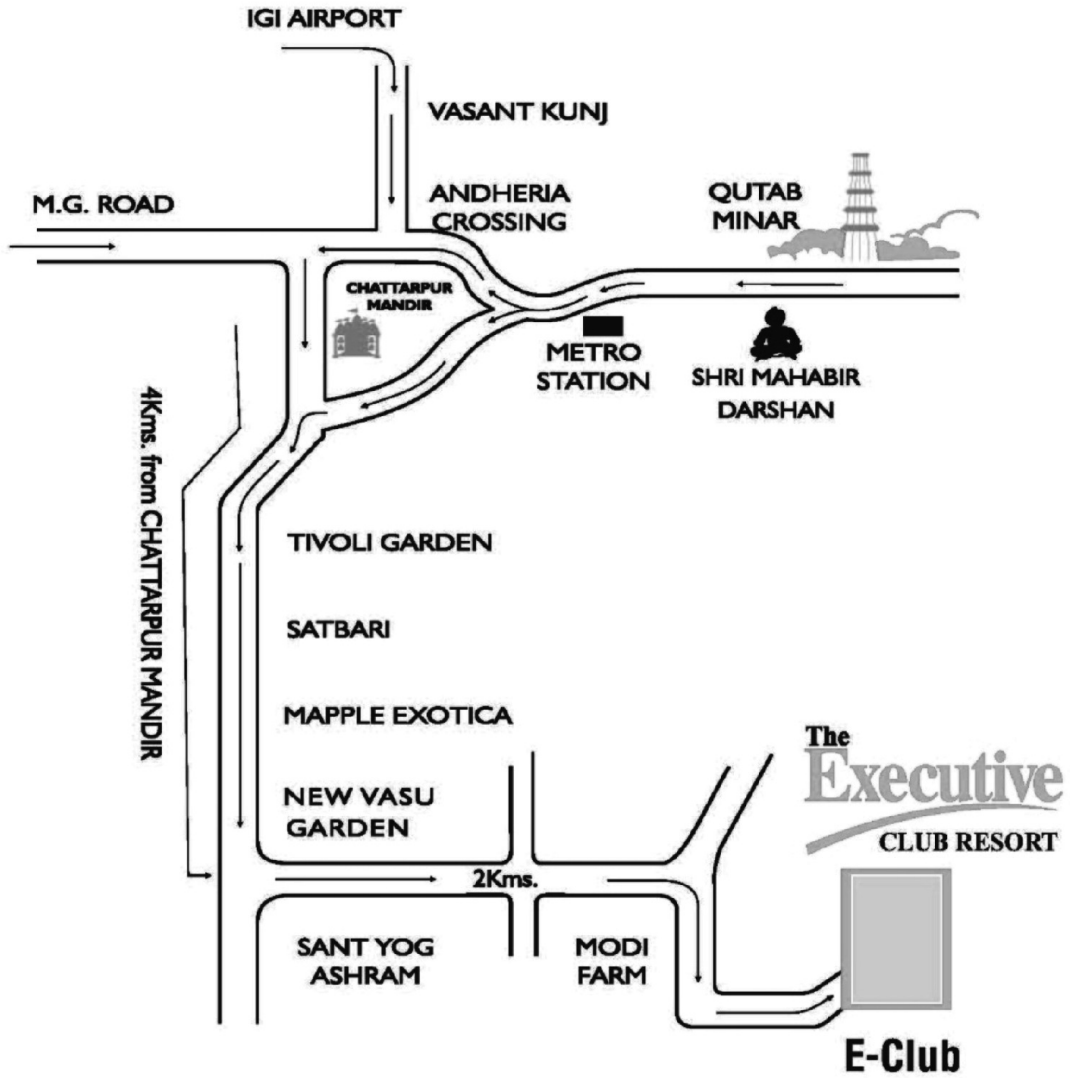 IGI AIRPORT
VASANT KUNJ
M.G. ROAD
ANDHERIA
CROSSING
QUTAB
MINAR
CHATTARPUR
MANDIR
METRO
STATION
SHRI MAHABIR
DARSHAN
4Kms. from CHATTARPUR MANDIR
TIVOLI GARDEN
SATBARI
MAPPLE EXOTICA
NEW VASU
GARDEN
The
Executive
CLUB RESORT
2Kms.
SANT YOG
ASHRAM
MODI
FARM
E-Club